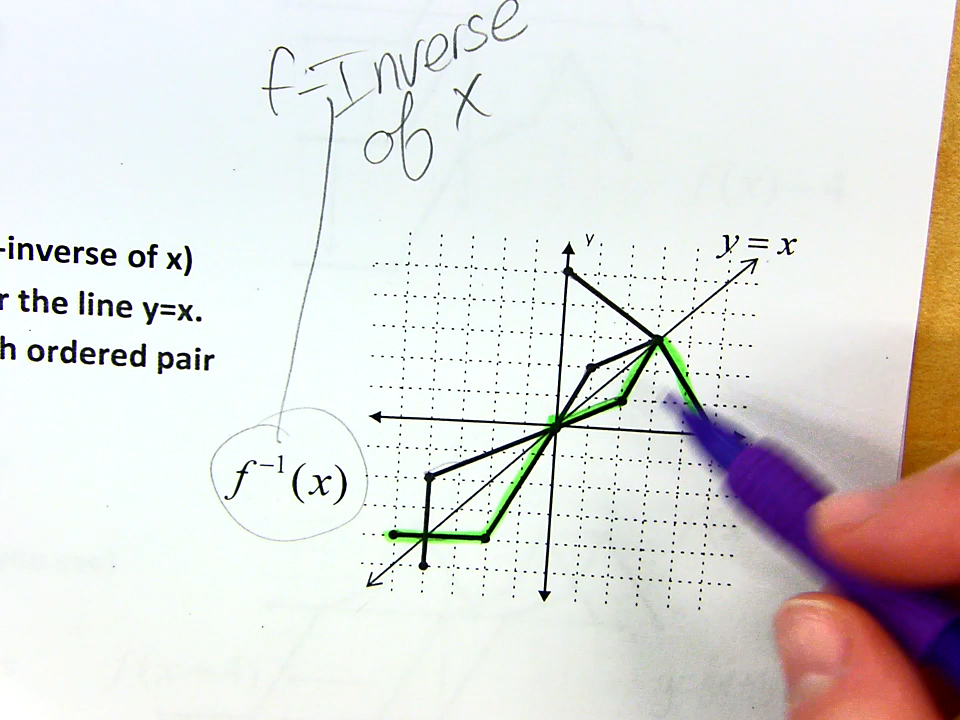 f=Inverse
of x
-inverse of x)
r the line y=x.
h ordered pair
f⁻¹(x)
y
y = x